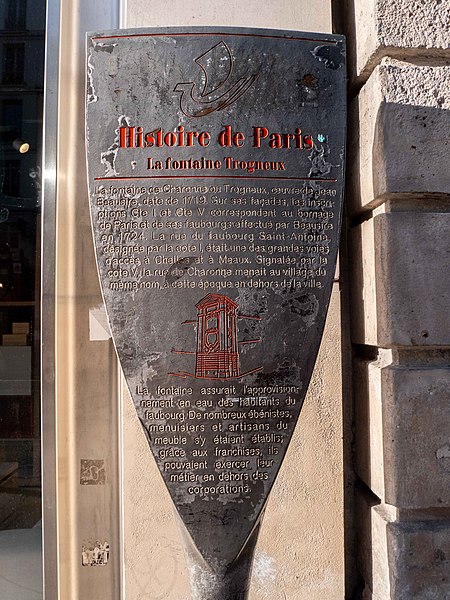 Histoire de Paris
La fontaine Trogneux
La fontaine de Charonne ou Trogneux, œuvre de Jean
Beausire, date de 1719. Sur ses façades, les inscri-
ptions Cte I et Cte V correspondent au bornage
de Paris et de ses faubourgs effectué par Beausire
en 1724. La rue du faubourg Saint-Antoine,
désignée par la cote I, était une des grandes voies
d'accès à Chelles et à Meaux. Signalée par la
cote V, la rue de Charonne menait au village du
même nom, à cette époque en dehors de la ville.
La fontaine assurait l'approvision-
nement en eau des habitants du
faubourg. De nombreux ébénistes,
menuisiers et artisans du
meuble s'y étaient établis;
grâce aux franchises, ils
pouvaient exercer leur
métier en dehors des
corporations.